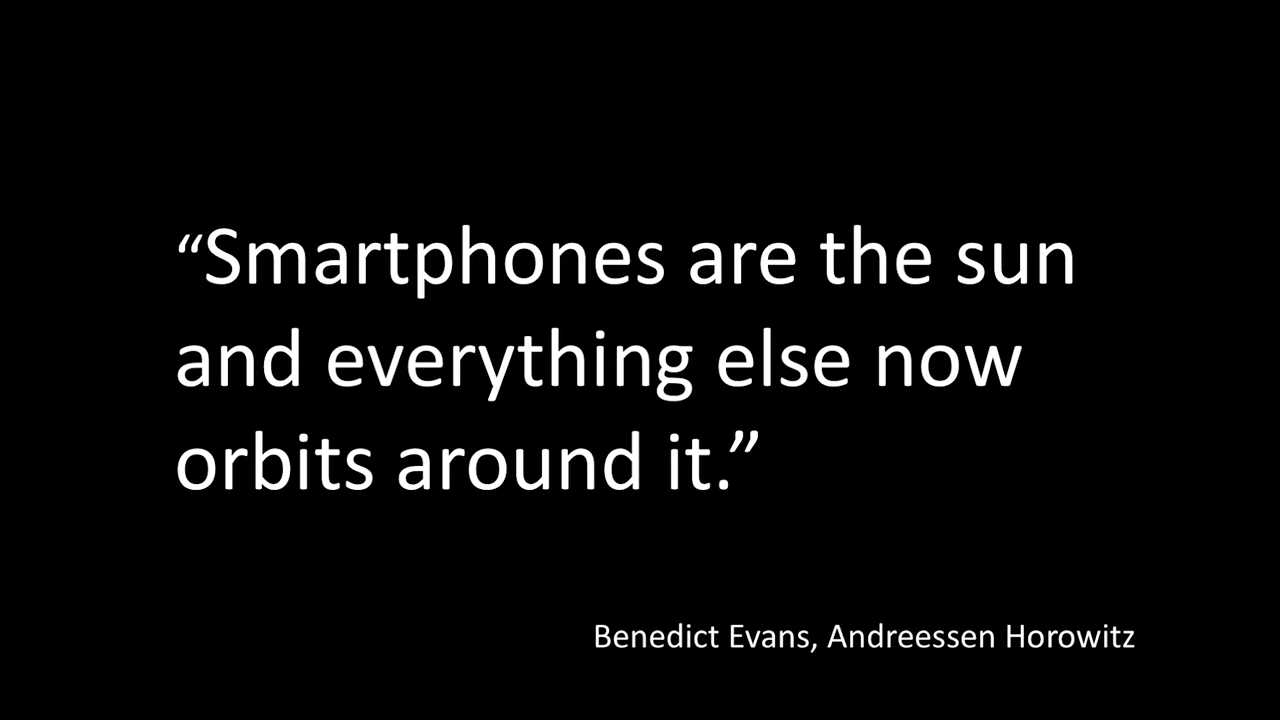 “Smartphones are the sun
and everything else now
orbits around it.”
Benedict Evans, Andreessen Horowitz